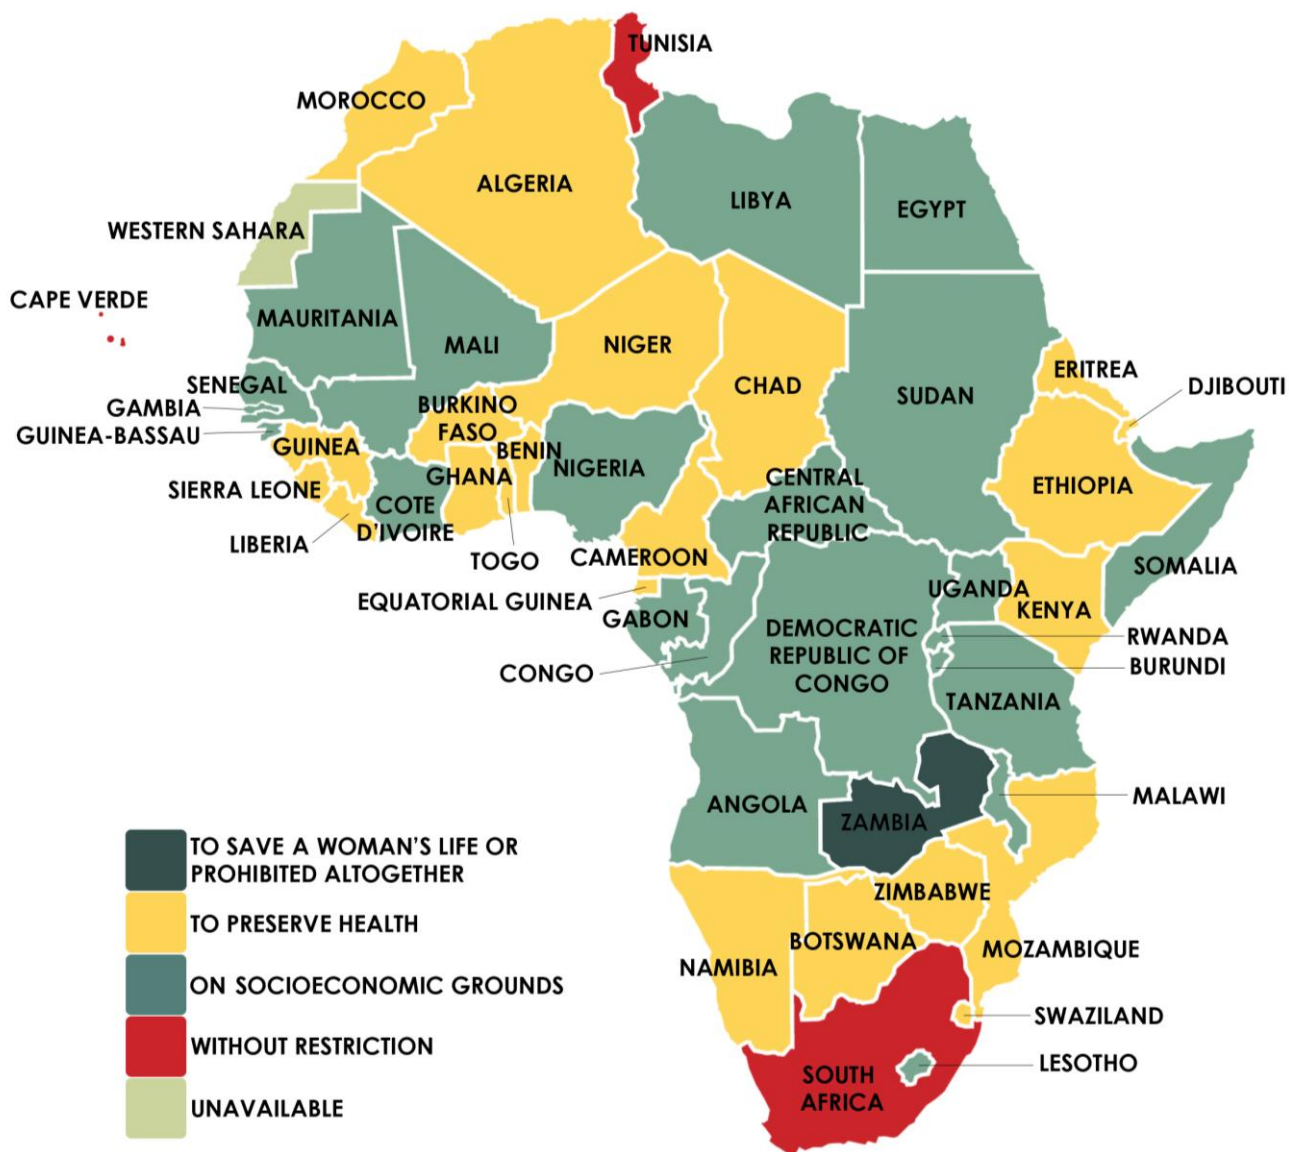 TUNISIA
MOROCCO
ALGERIA
LIBYA
EGYPT
WESTERN SAHARA
CAPE VERDE
MAURITANIA
MALI
NIGER
CHAD
SUDAN
ERITREA
DJIBOUTI
SENEGAL
GAMBIA
GUINEA-BASSAU
GUINEA
BURKINO
FASO
BENIN
GHANA
NIGERIA
SIERRA LEONE
COTE
D'IVOIRE
LIBERIA
TOGO
CENTRAL
AFRICAN
REPUBLIC
ETHIOPIA
CAMEROON
SOMALIA
UGANDA
KENYA
EQUATORIAL GUINEA
GABON
DEMOCRATIC
REPUBLIC OF
CONGO
RWANDA
BURUNDI
CONGO
TANZANIA
ANGOLA
ZAMBIA
MALAWI
ZIMBABWE
BOTSWANA
MOZAMBIQUE
NAMIBIA
SWAZILAND
LESOTHO
SOUTH
AFRICA
TO SAVE A WOMAN'S LIFE OR
PROHIBITED ALTOGETHER
TO PRESERVE HEALTH
ON SOCIOECONOMIC GROUNDS
WITHOUT RESTRICTION
UNAVAILABLE